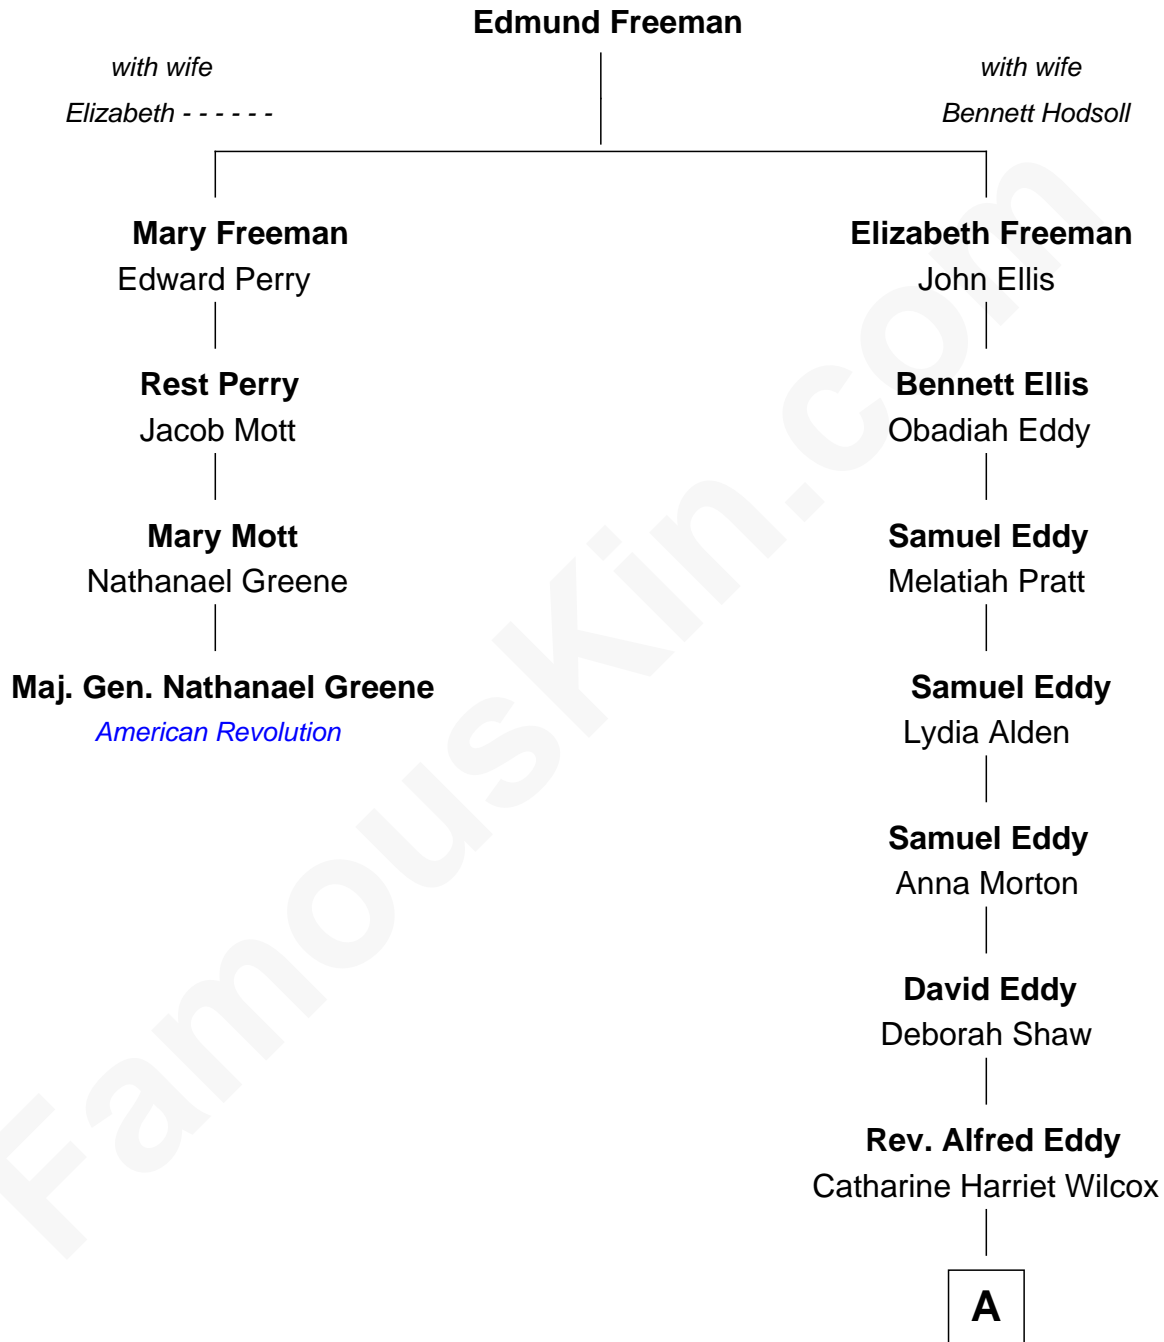 Edmund Freeman
with wife
Elizabeth - - - - - -
with wife
Bennett Hodsoll
Mary Freeman
Edward Perry
Rest Perry
Jacob Mott
Mary Mott
Nathanael Greene
Maj. Gen. Nathanael Greene
American Revolution
Elizabeth Freeman
John Ellis
Bennett Ellis
Obadiah Eddy
Samuel Eddy
Melatiah Pratt
Samuel Eddy
Lydia Alden
Samuel Eddy
Anna Morton
David Eddy
Deborah Shaw
Rev. Alfred Eddy
Catharine Harriet Wilcox
A
FamousKin.com